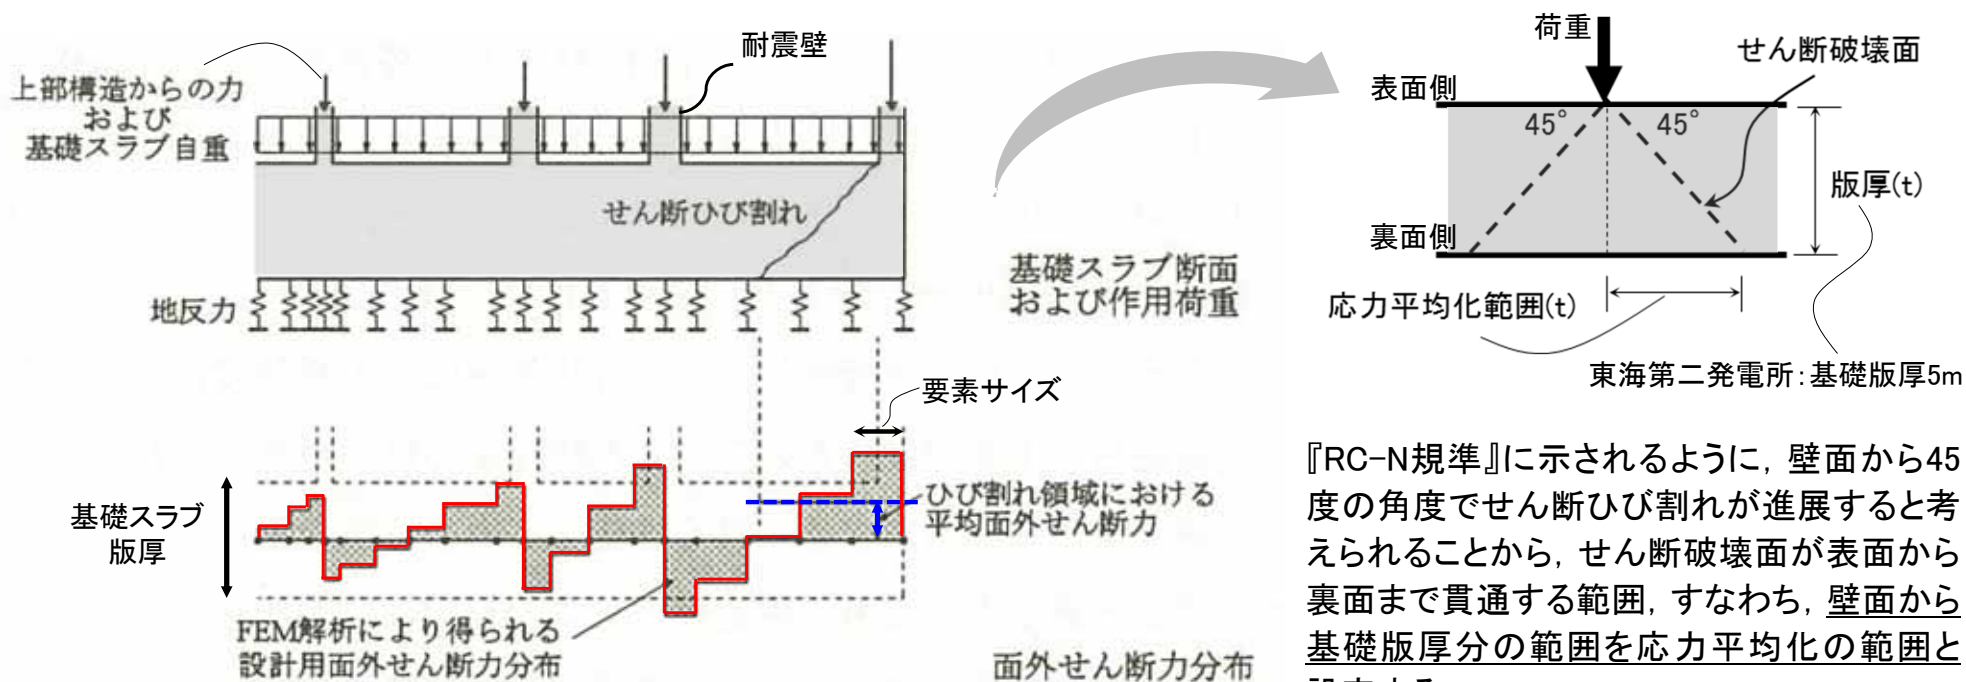 上部構造からの力
および
基礎スラブ自重
耐震壁
せん断ひび割れ
地反力
基礎スラブ断面
および作用荷重
要素サイズ
基礎スラブ
版厚
ひび割れ領域における
平均面外せん断力
FEM解析により得られる
設計用面外せん断力分布
面外せん断力分布
荷重
せん断破壊面
表面側
45°
45°
版厚(t)
裏面側
応力平均化範囲(t)
東海第二発電所:基礎版厚5m
『RC-N規準』に示されるように,壁面から45
度の角度でせん断ひび割れが進展すると考
えられることから,せん断破壊面が表面から
裏面まで貫通する範囲,すなわち,壁面から
基礎版厚分の範囲を応力平均化の範囲と